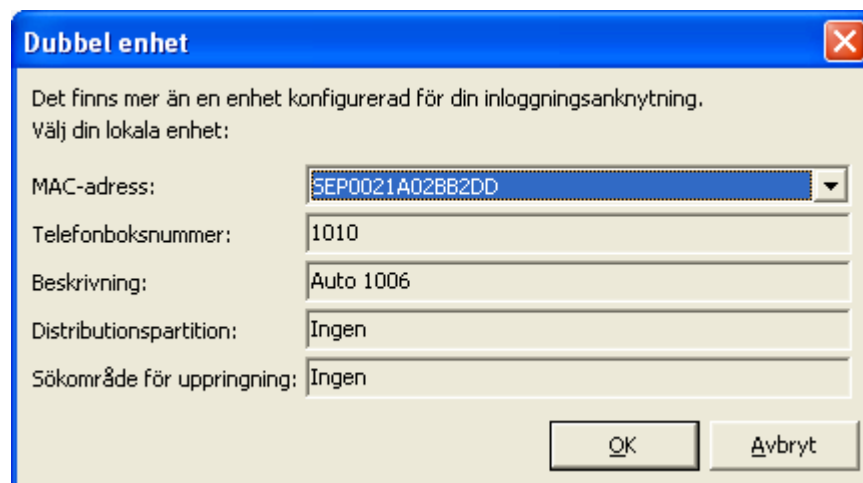 Dubbel enhet
Det finns mer än en enhet konfigurerad för din inloggningsanknytning.
Välj din lokala enhet:
MAC-adress: SEP0021A02BB2DD
Telefonboksnummer: 1010
Beskrivning: Auto 1006
Distributionspartition: Ingen
Sökområde för uppringning: Ingen
OK Avbryt